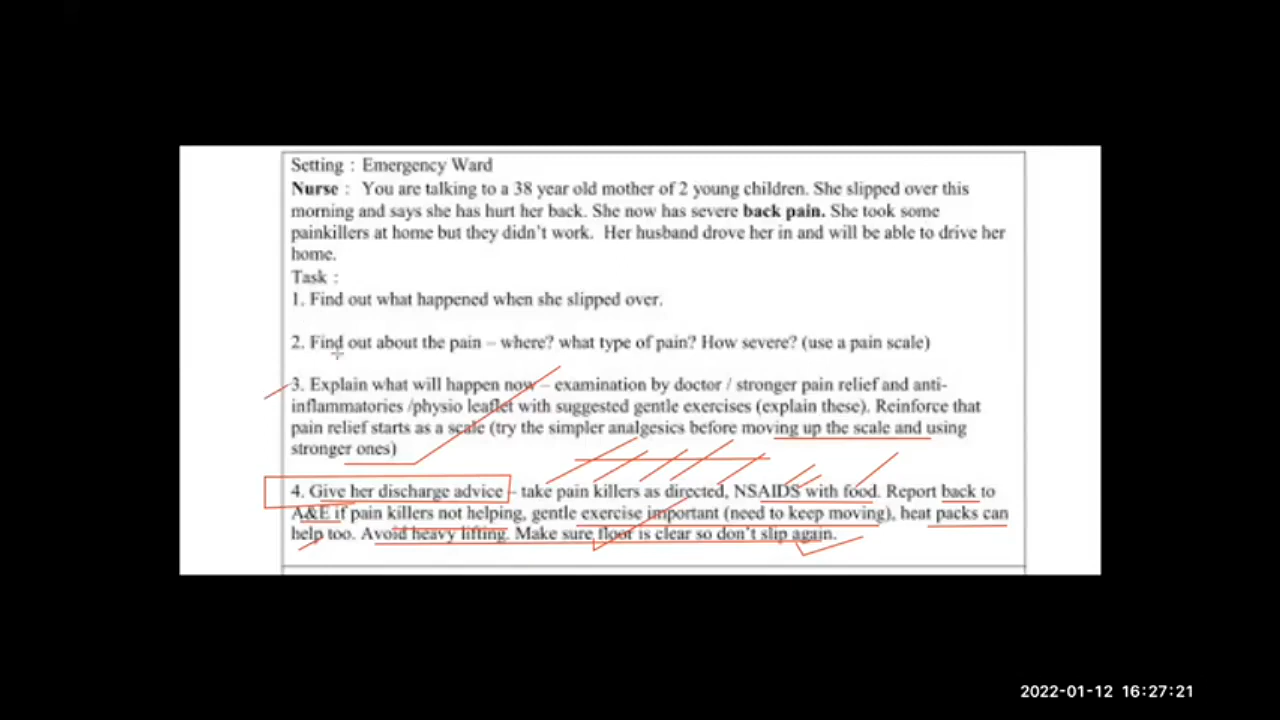 Setting : Emergency Ward
Nurse : You are talking to a 38 year old mother of 2 young children. She slipped over this
morning and says she has hurt her back. She now has severe back pain. She took some
painkillers at home but they didn't work. Her husband drove her in and will be able to drive her
home.
Task :
1. Find out what happened when she slipped over.
2. Find out about the pain – where? what type of pain? How severe? (use a pain scale)
3. Explain what will happen now – examination by doctor / stronger pain relief and anti-
inflammatories /physio leaflet with suggested gentle exercises (explain these). Reinforce that
pain relief starts as a scale (try the simpler analgesics before moving up the scale and using
stronger ones)
4. Give her discharge advice – take pain killers as directed, NSAIDS with food. Report back to
A&E if pain killers not helping, gentle exercise important (need to keep moving), heat packs can
help too. Avoid heavy lifting. Make sure floor is clear so don't slip again.
2022-01-12 16:27:21